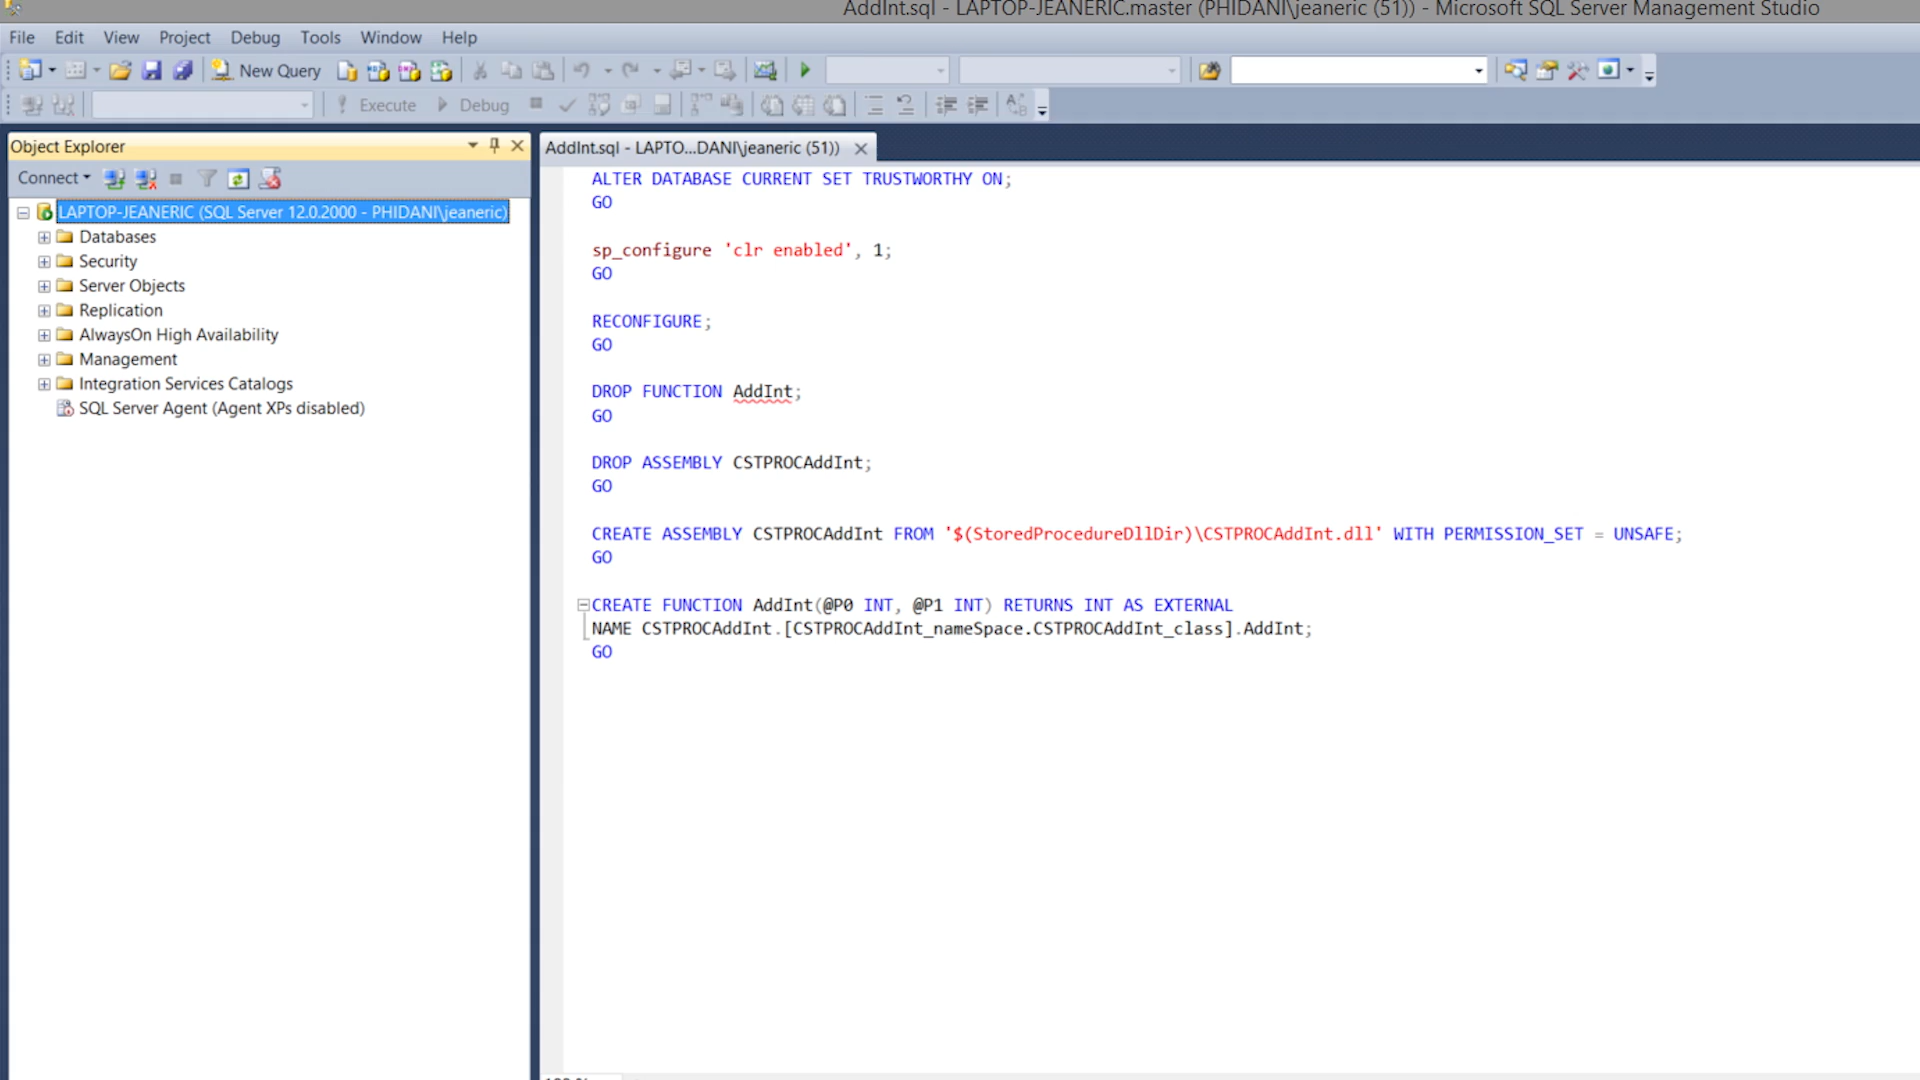 AddInt.sql - LAPTOP-JEANERIC.master (PHIDANI\jeaneric (51)) - Microsoft SQL Server Management Studio
File Edit View Project Debug Tools Window Help
New Query
Execute Debug
Object Explorer
Connect
LAPTOP-JEANERIC (SQL Server 12.0.2000 - PHIDANI\jeaneric)
Databases
Security
Server Objects
Replication
AlwaysOn High Availability
Management
Integration Services Catalogs
SQL Server Agent (Agent XPs disabled)
AddInt.sql - LAPTO...DANI\jeaneric (51))
ALTER DATABASE CURRENT SET TRUSTWORTHY ON;
GO
sp_configure 'clr enabled', 1;
GO
RECONFIGURE;
GO
DROP FUNCTION AddInt;
GO
DROP ASSEMBLY CSTPROCAddInt;
GO
CREATE ASSEMBLY CSTPROCAddInt FROM '$(StoredProcedureDllDir)\CSTPROCAddInt.dll' WITH PERMISSION_SET = UNSAFE;
GO
CREATE FUNCTION AddInt(@P0 INT, @P1 INT) RETURNS INT AS EXTERNAL
NAME CSTPROCAddInt.[CSTPROCAddInt_nameSpace.CSTPROCAddInt_class].AddInt;
GO